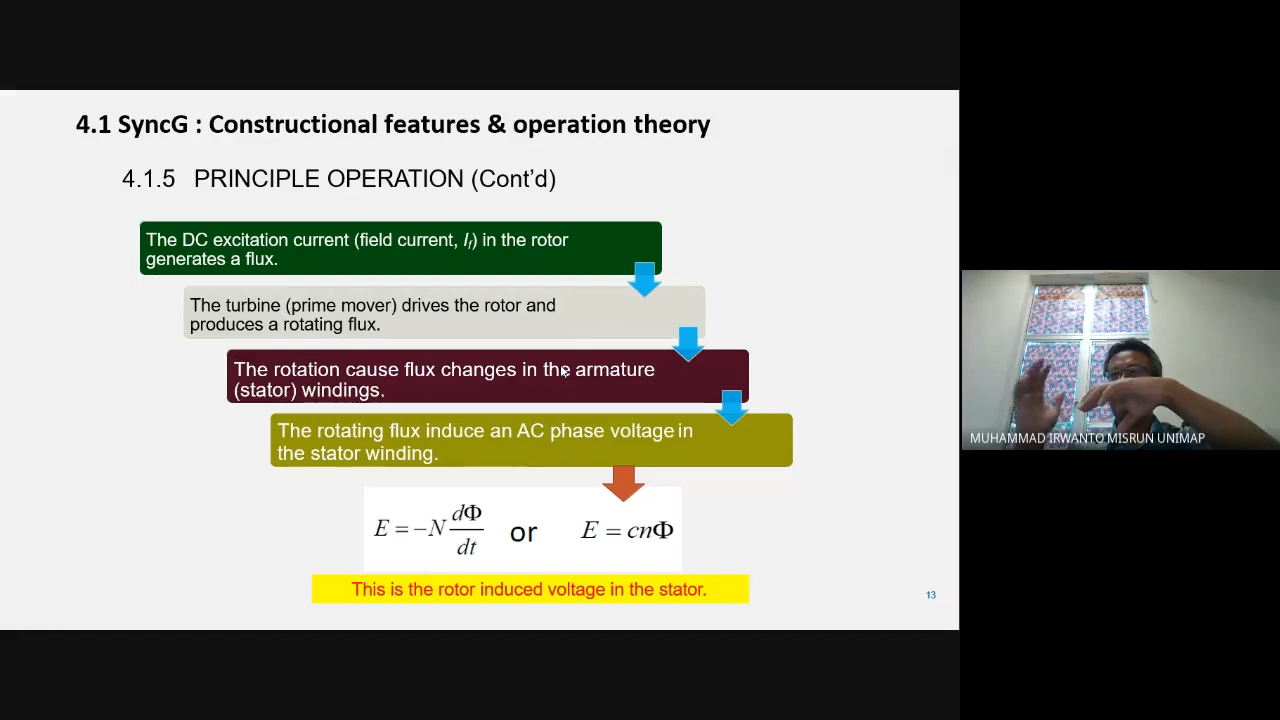 4.1 SyncG : Constructional features & operation theory
4.1.5 PRINCIPLE OPERATION (Cont’d)
The DC excitation current (field current, If) in the rotor
generates a flux.
The turbine (prime mover) drives the rotor and
produces a rotating flux.
The rotation cause flux changes in the armature
(stator) windings.
The rotating flux induce an AC phase voltage in
the stator winding.
E = −N dΦ/dt or E = cnΦ
This is the rotor induced voltage in the stator.
13
MUHAMMAD IRWANTO MISRUN UNIMAP